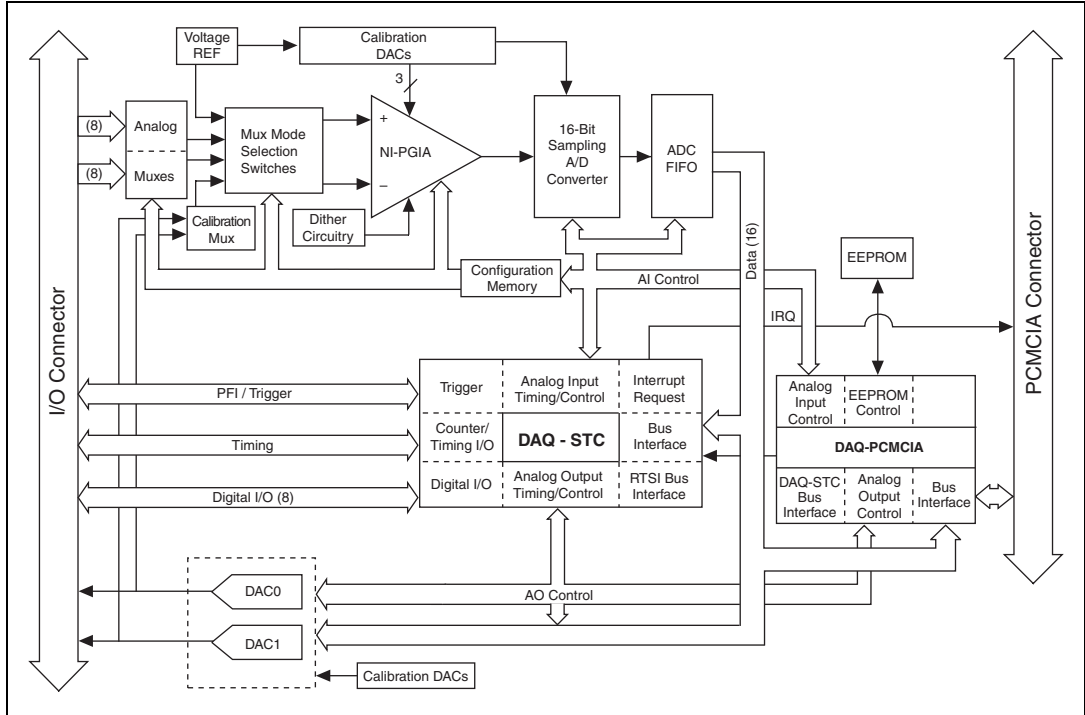 Voltage
REF
Calibration
DACs
3
(8)
(8)
Analog
Muxes
Mux Mode
Selection
Switches
+
NI-PGIA
–
16-Bit
Sampling
A/D
Converter
ADC
FIFO
Calibration
Mux
Dither
Circuitry
Configuration
Memory
AI Control
Data (16)
EEPROM
IRQ
I/O Connector
PCMCIA Connector
PFI / Trigger
Timing
Digital I/O (8)
Trigger
Analog Input
Timing/Control
Interrupt
Request
Counter/
Timing I/O
DAQ - STC
Bus
Interface
Digital I/O
Analog Output
Timing/Control
RTSI Bus
Interface
Analog
Input
Control
EEPROM
Control
DAQ-PCMCIA
DAQ-STC
Bus
Interface
Analog
Output
Control
Bus
Interface
DAC0
AO Control
DAC1
Calibration DACs